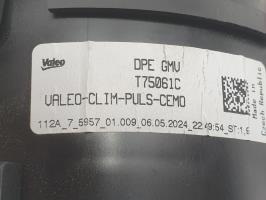 Valeo
DPE GMV
T75061C
VALEO-CLIM-PULS-CEMO
112A_7_5957_01.009_06.05.2024_22:49:54_ST:1.6
Made in
Czech Republic